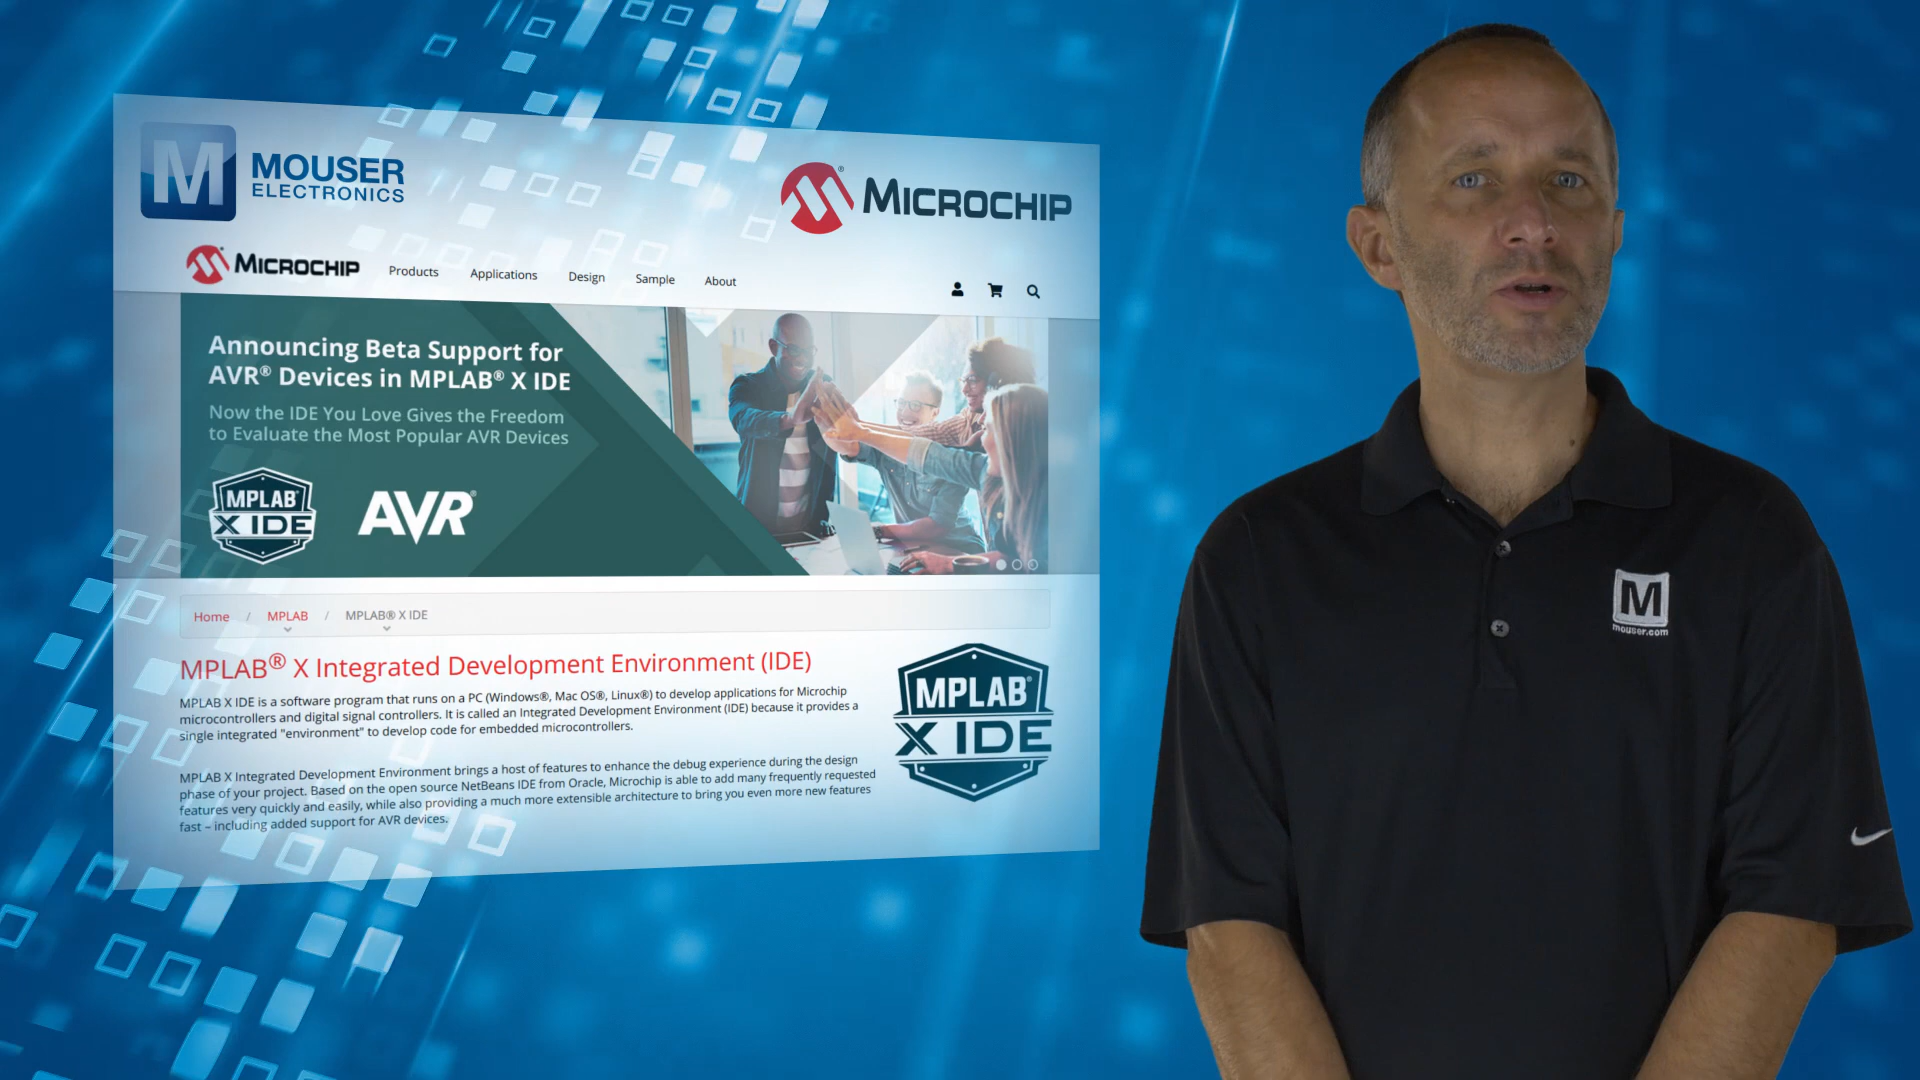 M MOUSER
ELECTRONICS
MICROCHIP
MICROCHIP Products Applications Design Sample About
Announcing Beta Support for
AVR® Devices in MPLAB® X IDE
Now the IDE You Love Gives the Freedom
to Evaluate the Most Popular AVR Devices
MPLAB®
X IDE
AVR®
Home / MPLAB / MPLAB® X IDE
MPLAB® X Integrated Development Environment (IDE)
MPLAB X IDE is a software program that runs on a PC (Windows®, Mac OS®, Linux®) to develop applications for Microchip
microcontrollers and digital signal controllers. It is called an Integrated Development Environment (IDE) because it provides a
single integrated "environment" to develop code for embedded microcontrollers.
MPLAB X Integrated Development Environment brings a host of features to enhance the debug experience during the design
phase of your project. Based on the open source NetBeans IDE from Oracle, Microchip is able to add many frequently requested
features very quickly and easily, while also providing a much more extensible architecture to bring you even more new features
fast – including added support for AVR devices.
MPLAB®
X IDE
M
mouser.com